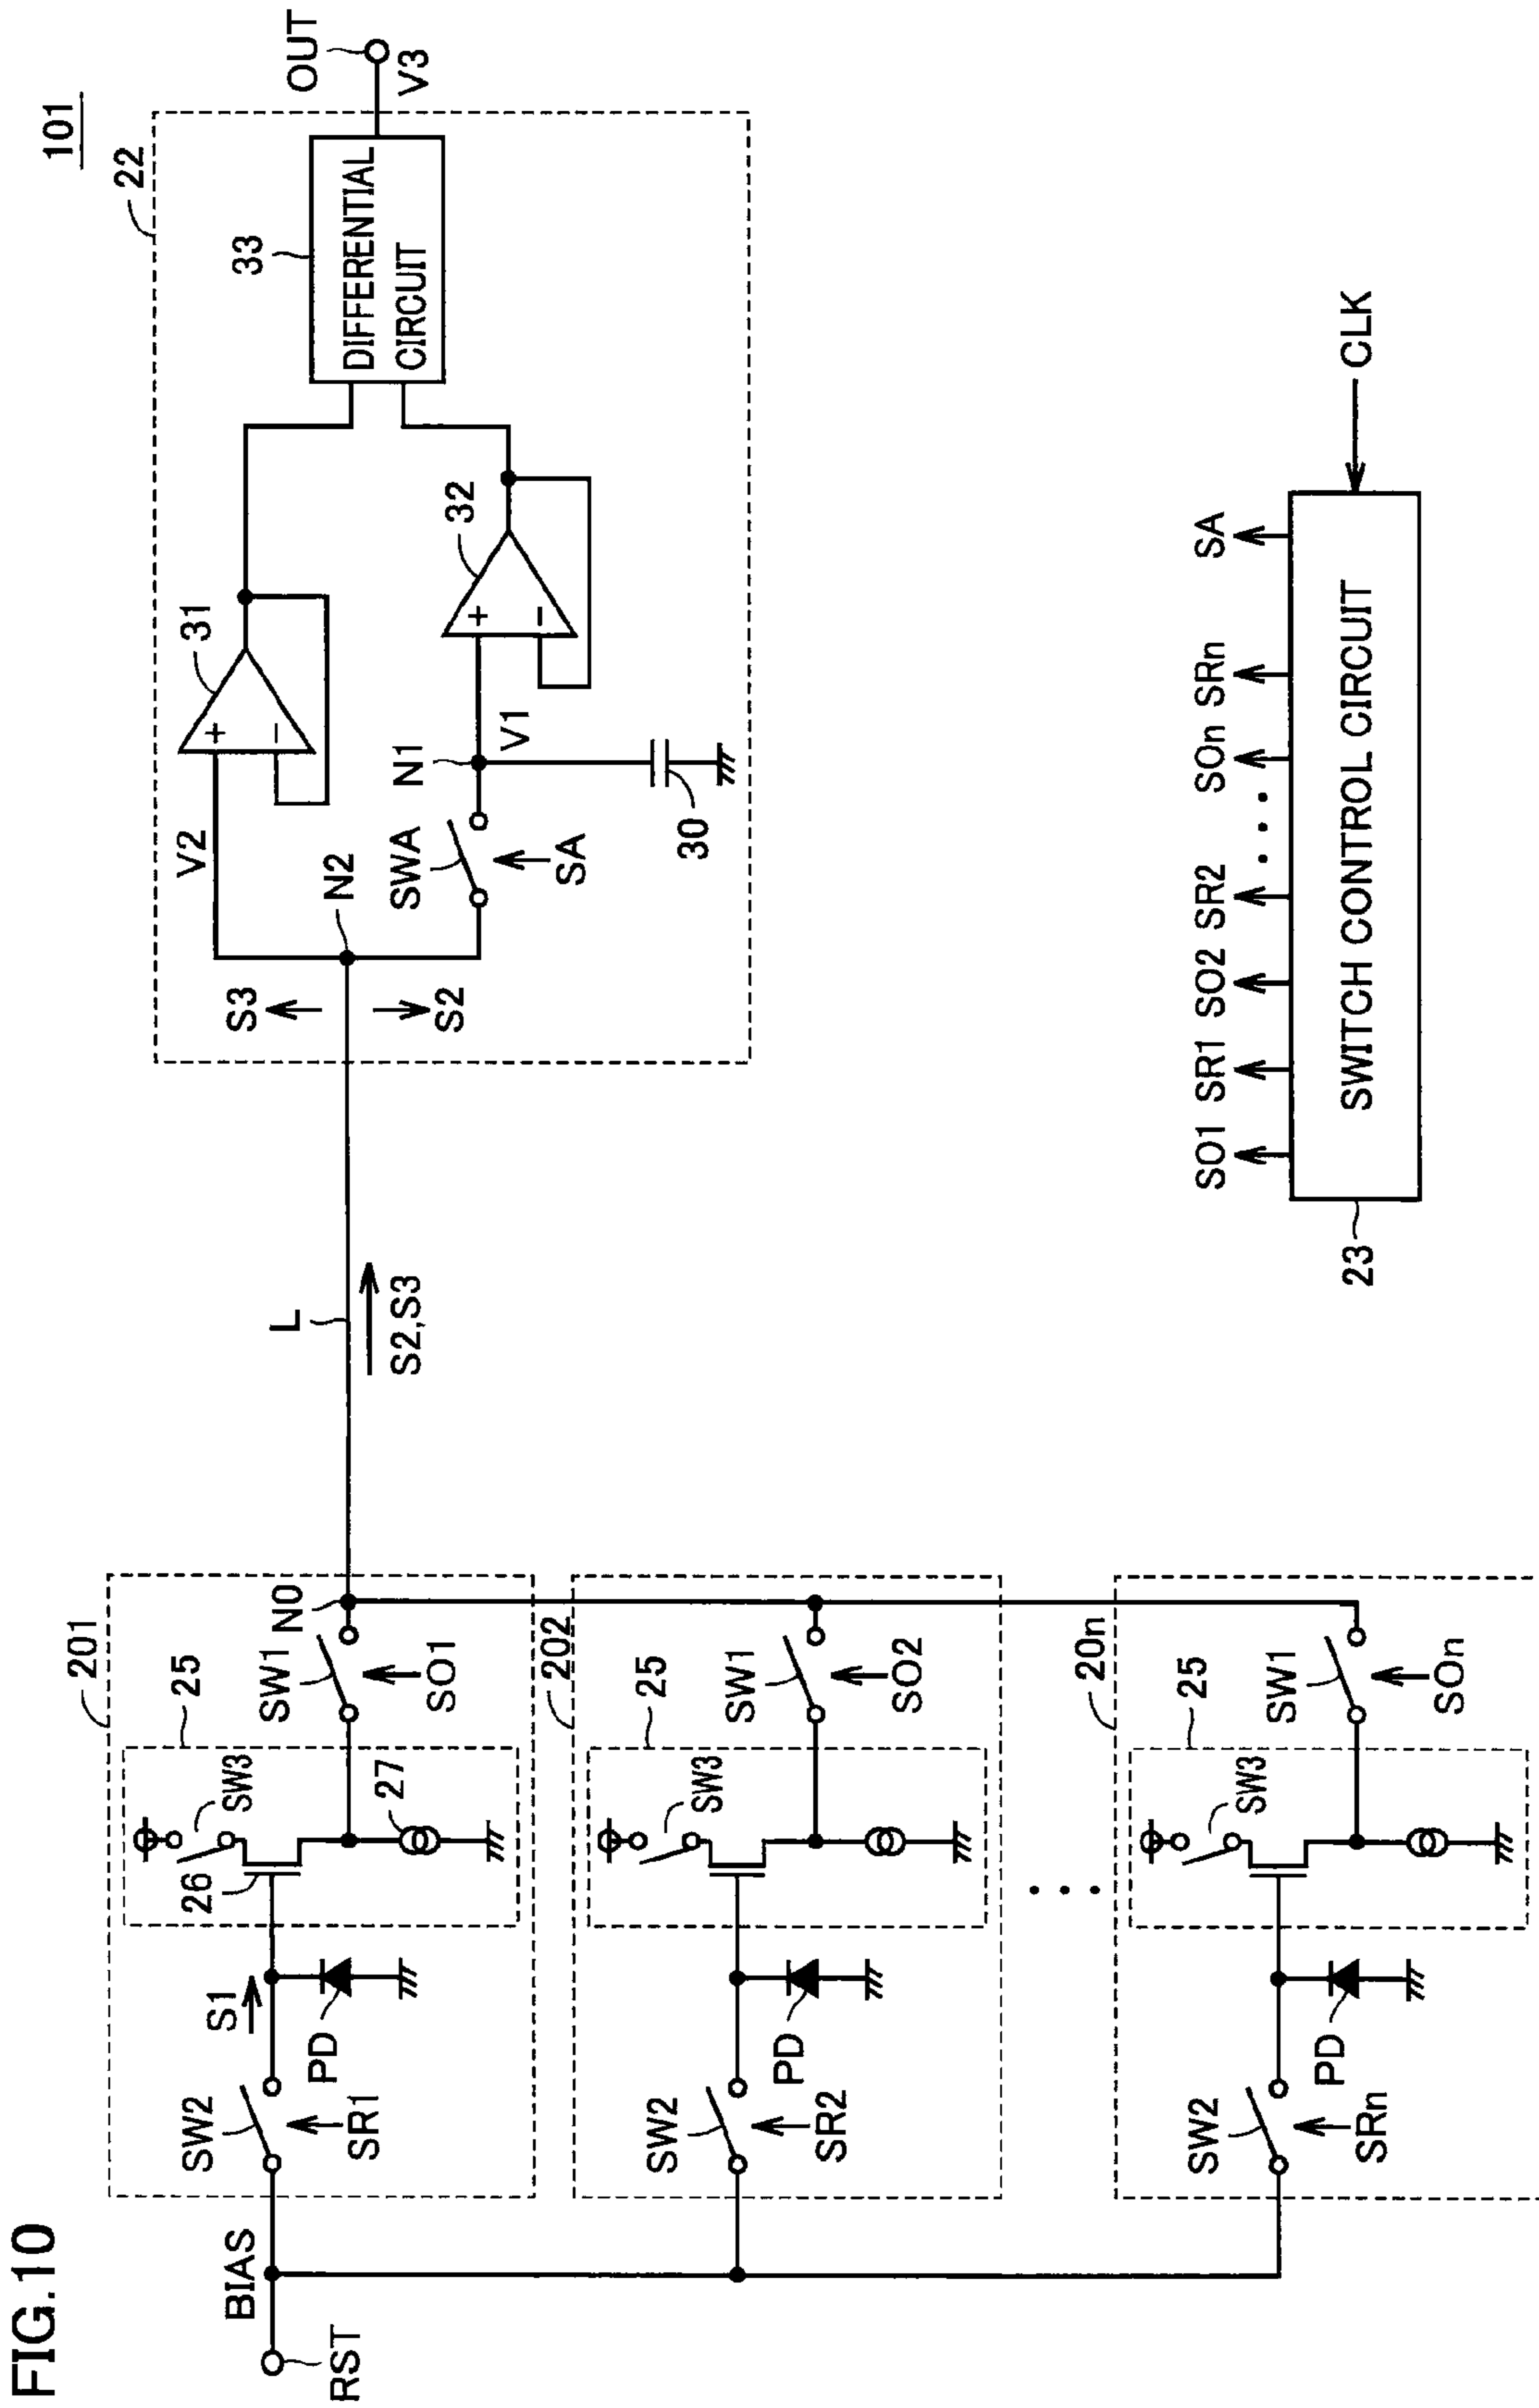 FIG.10
101
RST
BIAS
201
SW2
SR1
S1
PD
25
26
SW3
27
SW1
SO1
N0
202
SW2
SR2
PD
25
SW3
SW1
SO2
20n
SW2
SRn
PD
25
SW3
SW1
SOn
L
S2,S3
22
S3
S2
N2
V2
31
+
−
SWA
SA
N1
V1
30
32
+
−
33
DIFFERENTIAL
CIRCUIT
OUT
V3
23
SWITCH CONTROL CIRCUIT
SO1
SR1
SO2
SR2
SOn
SRn
SA
CLK